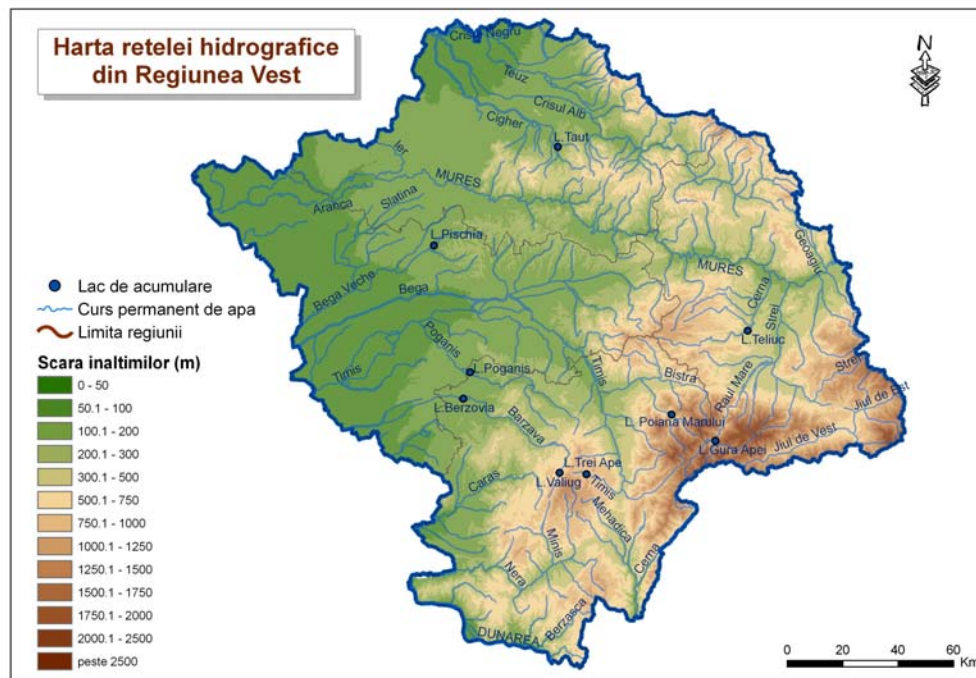 Harta retelei hidrografice
din Regiunea Vest
N
Crisul Negru
Teuz
Crisul Alb
Cigher
L.Taut
Ier
MURES
Aranca
Slatina
L.Pischia
Geoagiu
MURES
Bega Veche
Bega
Cerna
Strei
L.Teliuc
Poganis
Timis
L.Poganis
Timis
Bistra
Raul Mare
Strei
Jiul de Est
L.Berzovia
Barzava
L. Poiana Marului
L.Gura Apei
Jiul de Vest
Caras
L.Trei Ape
L.Valiug
Timis
Mehadica
Minis
Cerna
Nera
Berzasca
DUNAREA
Lac de acumulare
Curs permanent de apa
Limita regiunii
Scara inaltimilor (m)
0 - 50
50.1 - 100
100.1 - 200
200.1 - 300
300.1 - 500
500.1 - 750
750.1 - 1000
1000.1 - 1250
1250.1 - 1500
1500.1 - 1750
1750.1 - 2000
2000.1 - 2500
peste 2500
0 20 40 60
Km